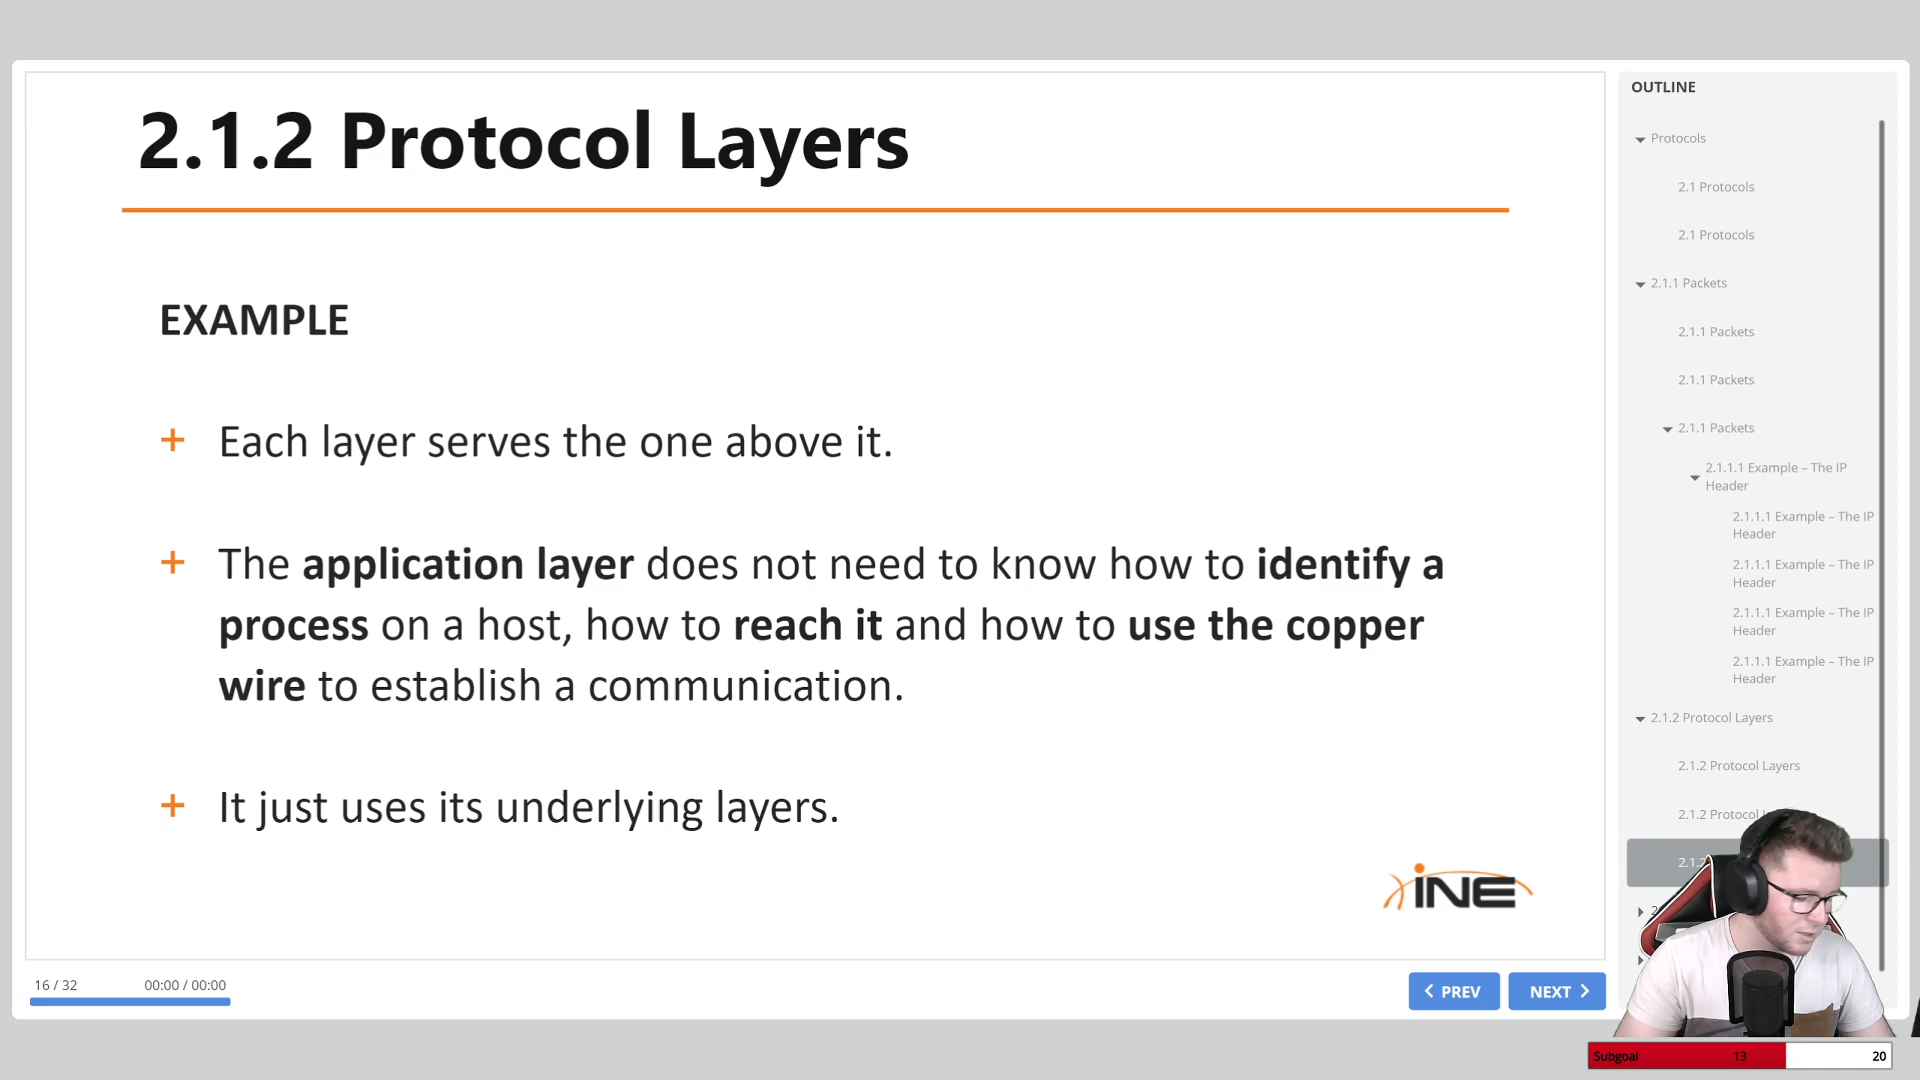 2.1.2 Protocol Layers
EXAMPLE
+ Each layer serves the one above it.
+ The application layer does not need to know how to identify a
process on a host, how to reach it and how to use the copper
wire to establish a communication.
+ It just uses its underlying layers.
iNE
16 / 32
00:00 / 00:00
PREV
NEXT
OUTLINE
Protocols
2.1 Protocols
2.1 Protocols
2.1.1 Packets
2.1.1 Packets
2.1.1 Packets
2.1.1 Packets
2.1.1.1 Example – The IP
Header
2.1.1.1 Example – The IP
Header
2.1.1.1 Example – The IP
Header
2.1.1.1 Example – The IP
Header
2.1.1.1 Example – The IP
Header
2.1.2 Protocol Layers
2.1.2 Protocol Layers
2.1.2 Protocol
2.1.2
Subgoal 13 20